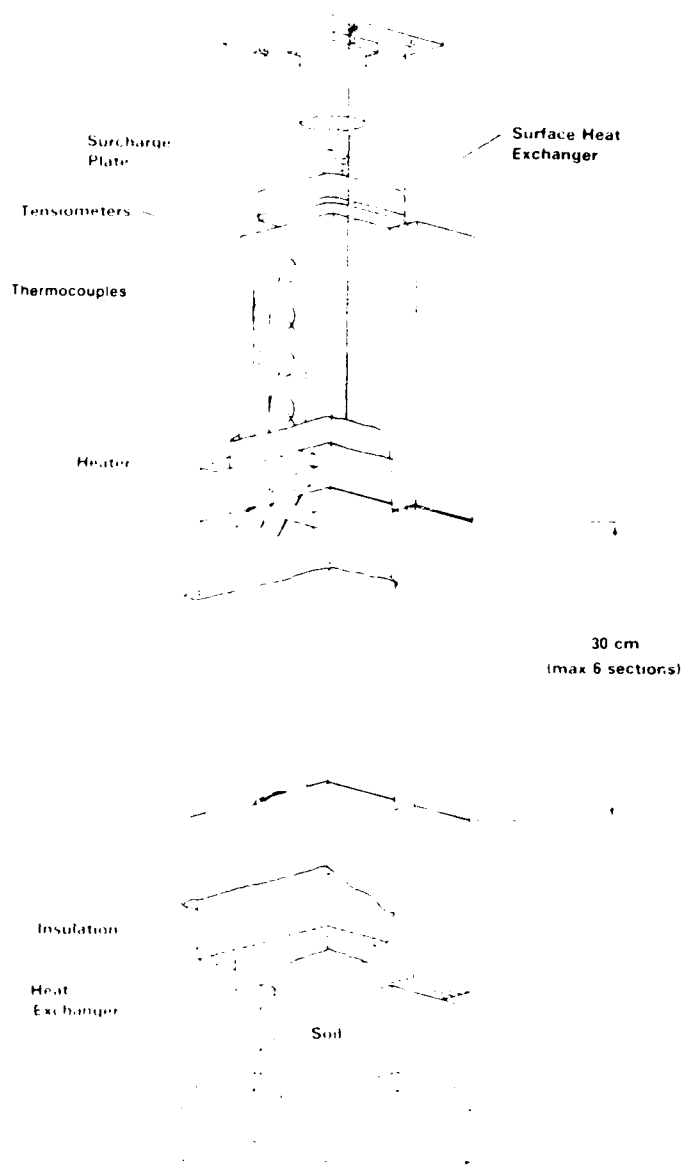 Surcharge
Plate
Surface Heat
Exchanger
Tensiometers
Thermocouples
Heater
30 cm
(max 6 sections)
Insulation
Heat
Exchanger
Soil